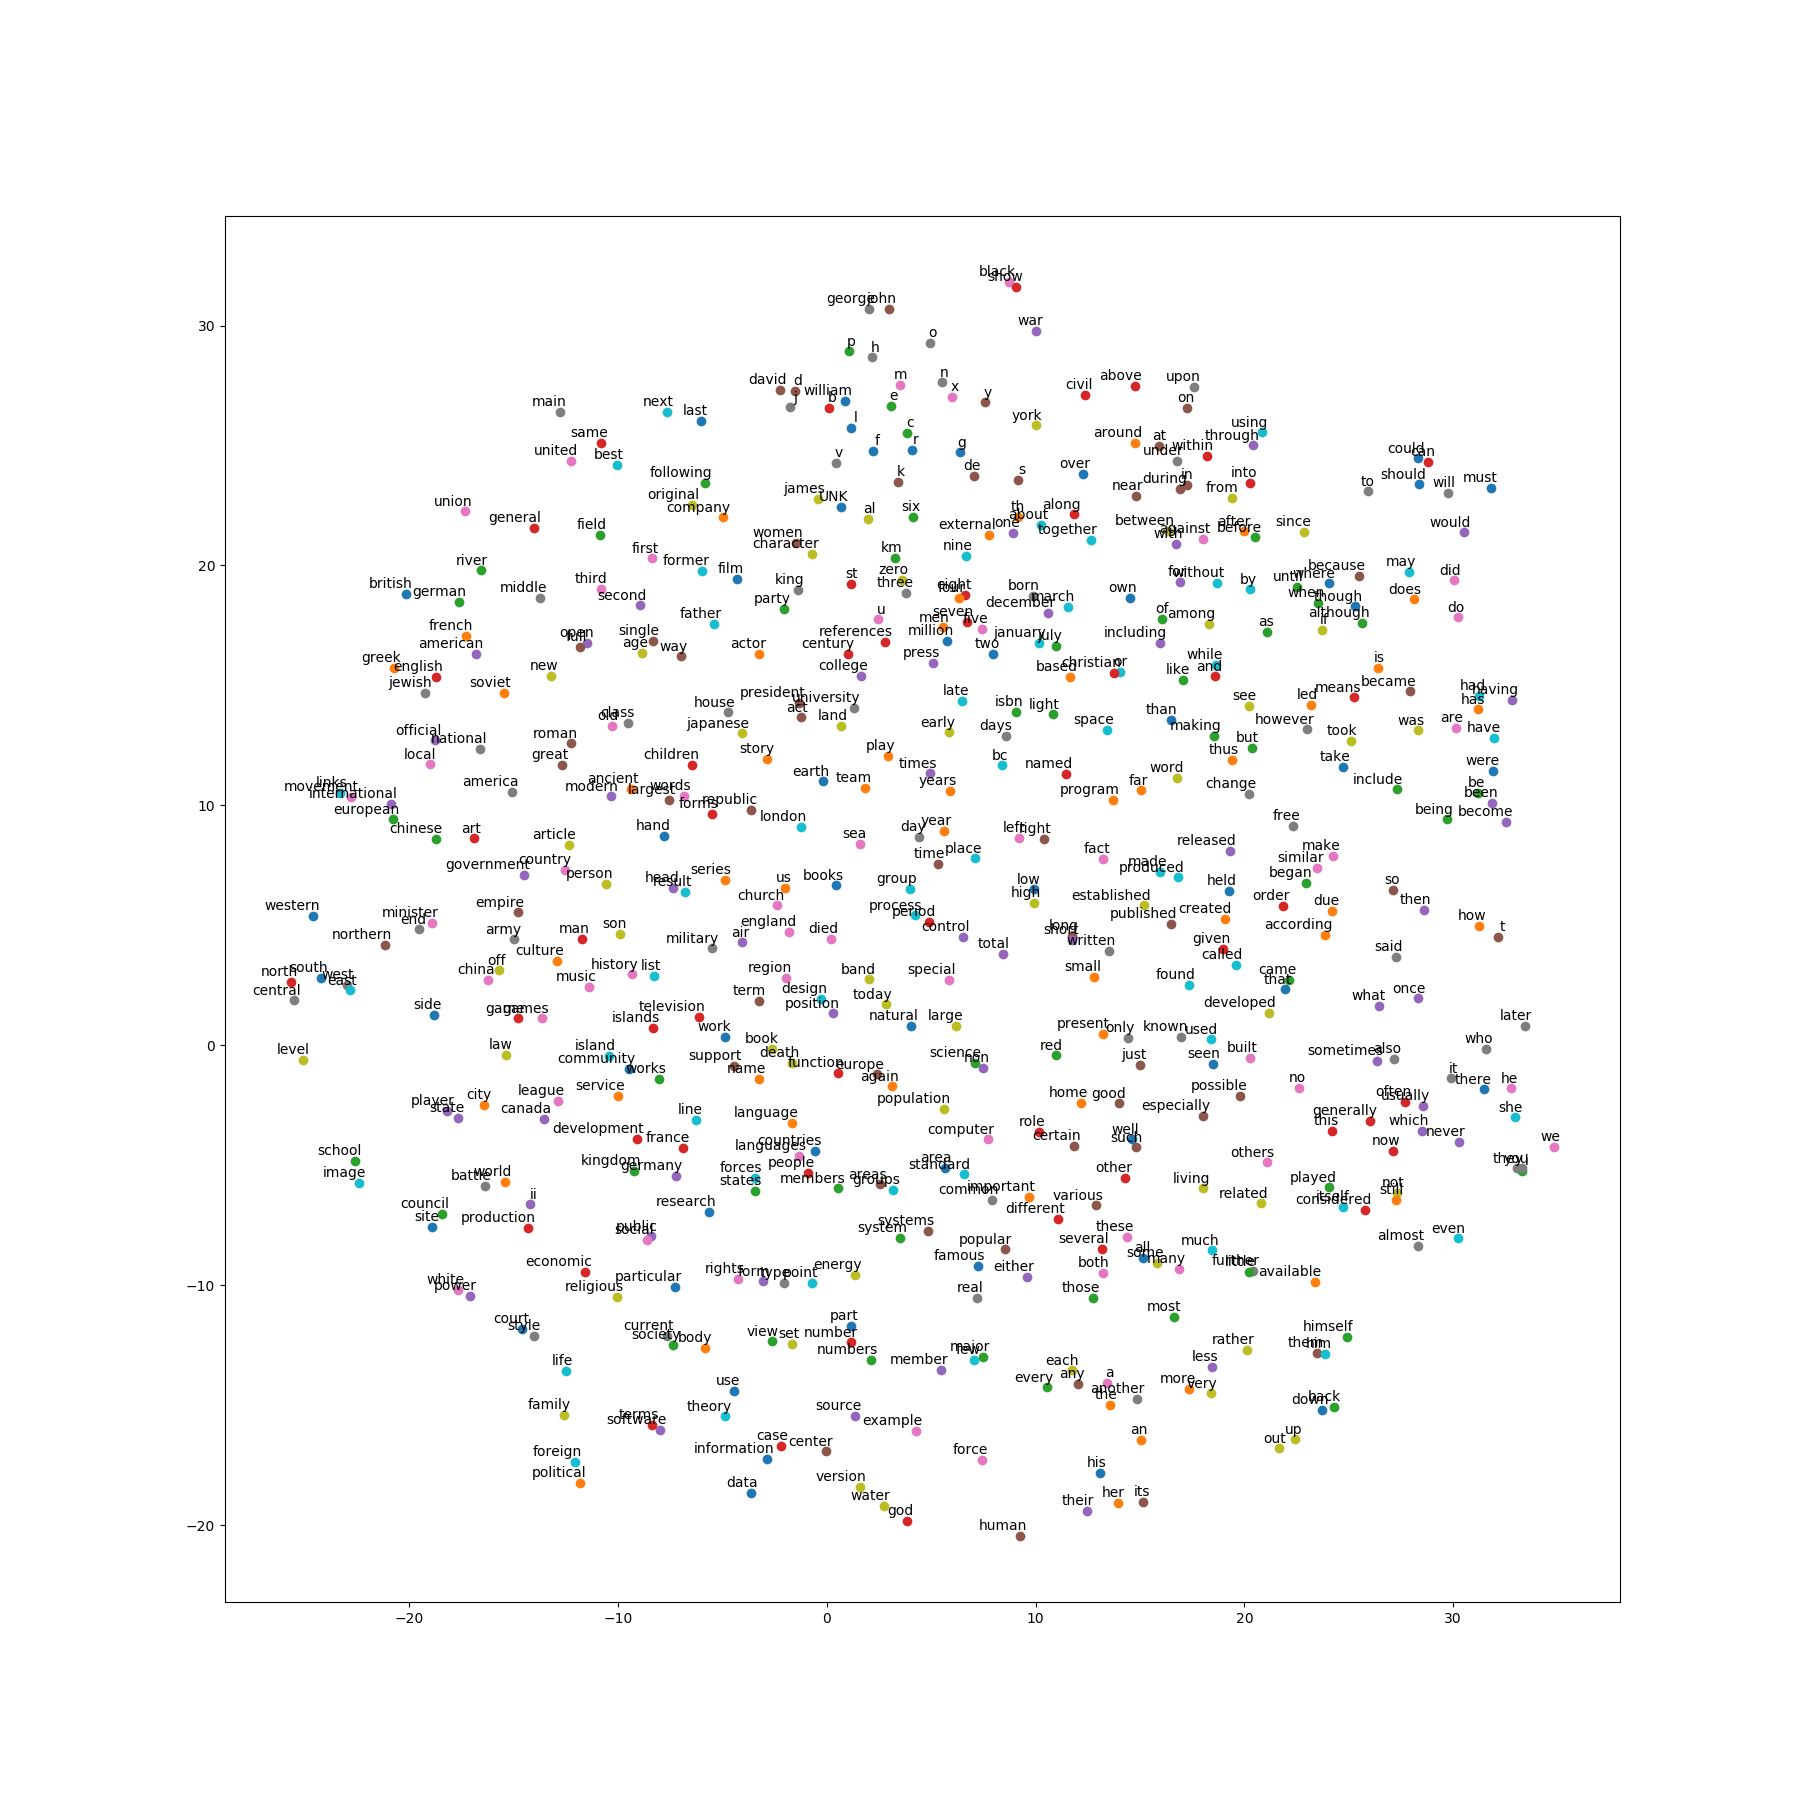 black
show
george
john
war
30
o
p
h
m
n
x
y
david
d
william
j
b
e
civil
above
upon
on
main
next
last
l
c
york
same
f
r
g
around
at
through
using
united
best
v
k
de
s
over
under
within
could
can
following
near
during
in
into
to
should
will
must
original
james
UNK
from
union
company
al
six
th
along
general
field
external
one
about
together
between
against
after
before
since
would
women
character
with
first
km
nine
20
river
former
film
zero
st
eight
four
for
without
by
until
where
because
may
did
british
german
middle
third
second
king
three
born
march
own
when
though
does
do
party
december
father
u
seven
men
five
of
among
as
if
although
french
american
open
full
single
age
way
actor
references
century
million
two
january
july
including
greek
english
jewish
soviet
new
college
press
based
christian
or
while
and
like
is
house
president
university
act
late
isbn
light
see
led
means
became
had
having
has
official
national
old
class
japanese
land
early
days
space
than
making
but
however
took
was
are
have
local
roman
great
children
story
play
bc
named
thus
take
were
10
links
movement
international
european
america
ancient
modern
largest
words
forms
republic
earth
team
times
years
program
far
word
change
include
be
been
being
become
chinese
art
article
hand
london
sea
day
year
left
right
released
free
government
country
person
head
result
series
us
books
group
time
place
fact
made
produced
similar
make
began
western
empire
minister
end
church
process
period
low
high
established
published
created
held
order
due
so
then
northern
army
man
son
military
air
england
died
control
total
long
short
written
given
called
according
how
t
culture
north
south
west
east
central
china
off
music
history
list
region
band
special
small
found
came
that
said
side
game
games
islands
television
term
design
position
today
developed
what
once
0
level
law
island
community
works
work
support
book
death
name
function
europe
again
natural
large
science
non
red
present
only
just
known
used
seen
built
sometimes
also
later
who
player
state
city
league
canada
service
line
language
population
home
good
especially
possible
no
it
there
he
she
school
image
development
france
countries
languages
people
computer
role
certain
well
such
this
generally
often
usually
which
now
never
we
battle
world
kingdom
germany
forces
states
members
areas
groups
area
standard
common
important
other
others
they
you
council
site
ii
production
research
public
social
system
systems
different
various
living
related
played
itself
considered
not
still
−10
white
power
economic
religious
particular
rights
form
type
point
energy
popular
famous
either
real
several
these
both
all
some
many
much
further
little
available
almost
even
those
court
style
current
society
body
view
set
part
number
numbers
most
himself
them
him
life
member
major
few
each
every
any
a
another
the
rather
less
more
very
family
terms
software
use
theory
source
example
an
down
back
up
out
foreign
political
case
information
center
data
version
water
god
force
his
her
its
their
−20
human
−20
−10
0
10
20
30